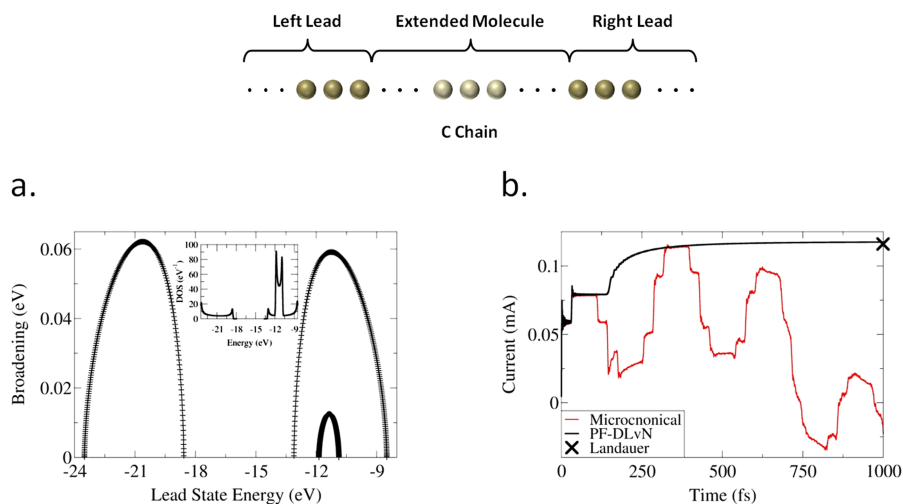 Left Lead Extended Molecule Right Lead
C Chain
a.
b.
Broadening (eV)
0.06
0.04
0.02
0
-24 -21 -18 -15 -12 -9
Lead State Energy (eV)
DOS (eV⁻¹)
100
80
60
40
20
0
-21 -18 -15 -12 -9
Energy (eV)
Current (mA)
0.1
0.05
0
Microcnonical
PF-DLvN
Landauer
0 250 500 750 1000
Time (fs)